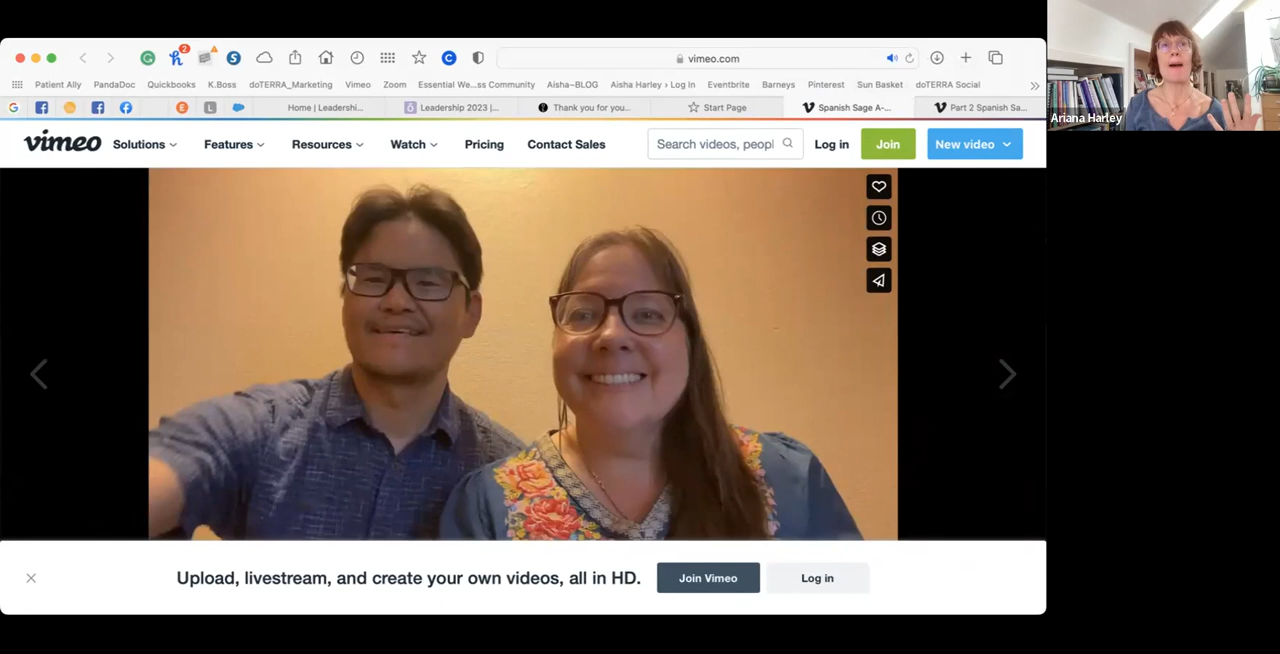 2
vimeo.com
Patient Ally PandaDoc Quickbooks K.Boss doTERRA_Marketing Vimeo Zoom Essential We...ss Community Aisha~BLOG Aisha Harley > Log In Eventbrite Barneys Pinterest Sun Basket doTERRA Social
Home | Leadershi... Leadership 2023 |... Thank you for you... Start Page Spanish Sage A-... Part 2 Spanish Sa...
vimeo Solutions Features Resources Watch Pricing Contact Sales Search videos, peopl Log in Join New video
Upload, livestream, and create your own videos, all in HD. Join Vimeo Log in
Ariana Harley